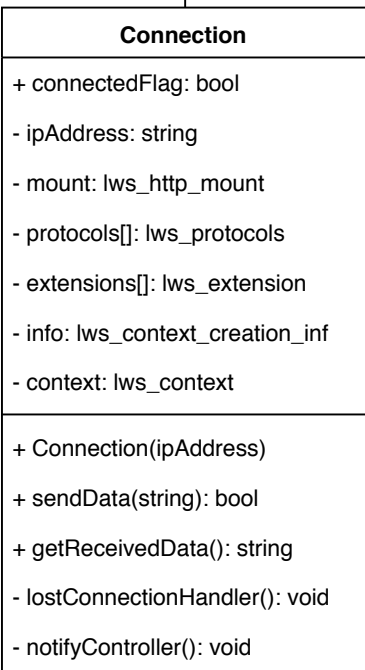 Connection
+ connectedFlag: bool
- ipAddress: string
- mount: lws_http_mount
- protocols[]: lws_protocols
- extensions[]: lws_extension
- info: lws_context_creation_inf
- context: lws_context
+ Connection(ipAddress)
+ sendData(string): bool
+ getReceivedData(): string
- lostConnectionHandler(): void
- notifyController(): void